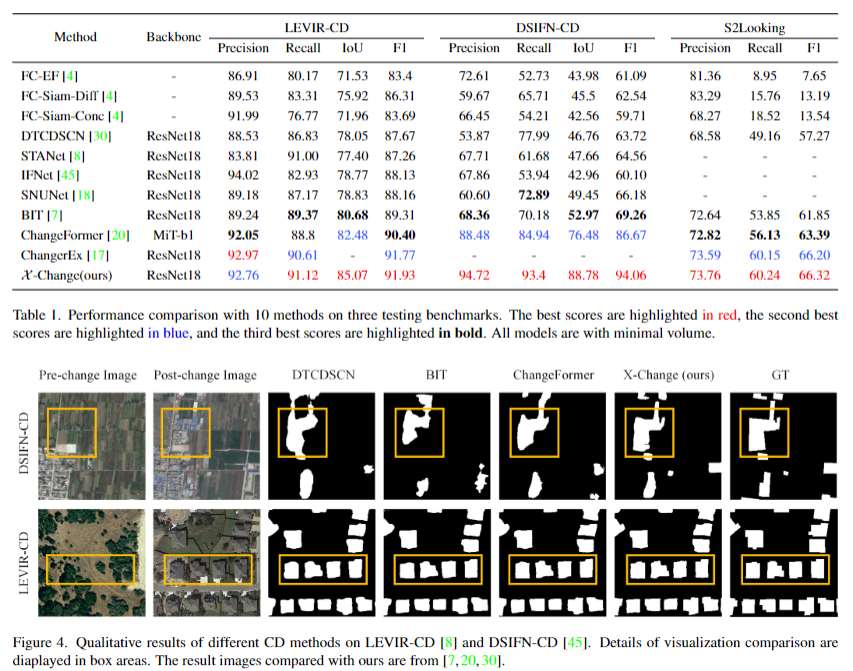 Method Backbone LEVIR-CD DSIFN-CD S2Looking
Precision Recall IoU F1 Precision Recall IoU F1 Precision Recall F1
FC-EF [4] - 86.91 80.17 71.53 83.4 72.61 52.73 43.98 61.09 81.36 8.95 7.65
FC-Siam-Diff [4] - 89.53 83.31 75.92 86.31 59.67 65.71 45.5 62.54 83.29 15.76 13.19
FC-Siam-Conc [4] - 91.99 76.77 71.96 83.69 66.45 54.21 42.56 59.71 68.27 18.52 13.54
DTCDSCN [30] ResNet18 88.53 86.83 78.05 87.67 53.87 77.99 46.76 63.72 68.58 49.16 57.27
STANet [8] ResNet18 83.81 91.00 77.40 87.26 67.71 61.68 47.66 64.56 - - -
IFNet [45] ResNet18 94.02 82.93 78.77 88.13 67.86 53.94 42.96 60.10 - - -
SNUNet [18] ResNet18 89.18 87.17 78.83 88.16 60.60 72.89 49.45 66.18 - - -
BIT [7] ResNet18 89.24 89.37 80.68 89.31 68.36 70.18 52.97 69.26 72.64 53.85 61.85
ChangeFormer [20] MiT-b1 92.05 88.8 82.48 90.40 88.48 84.94 76.48 86.67 72.82 56.13 63.39
ChangerEx [17] ResNet18 92.97 90.61 - 91.77 - - - - 73.59 60.15 66.20
𝒳-Change(ours) ResNet18 92.76 91.12 85.07 91.93 94.72 93.4 88.78 94.06 73.76 60.24 66.32
Table 1. Performance comparison with 10 methods on three testing benchmarks. The best scores are highlighted in red, the second best
scores are highlighted in blue, and the third best scores are highlighted in bold. All models are with minimal volume.
Pre-change Image Post-change Image DTCDSCN BIT ChangeFormer X-Change (ours) GT
DSIFN-CD
LEVIR-CD
Figure 4. Qualitative results of different CD methods on LEVIR-CD [8] and DSIFN-CD [45]. Details of visualization comparison are
diaplayed in box areas. The result images compared with ours are from [7, 20, 30].